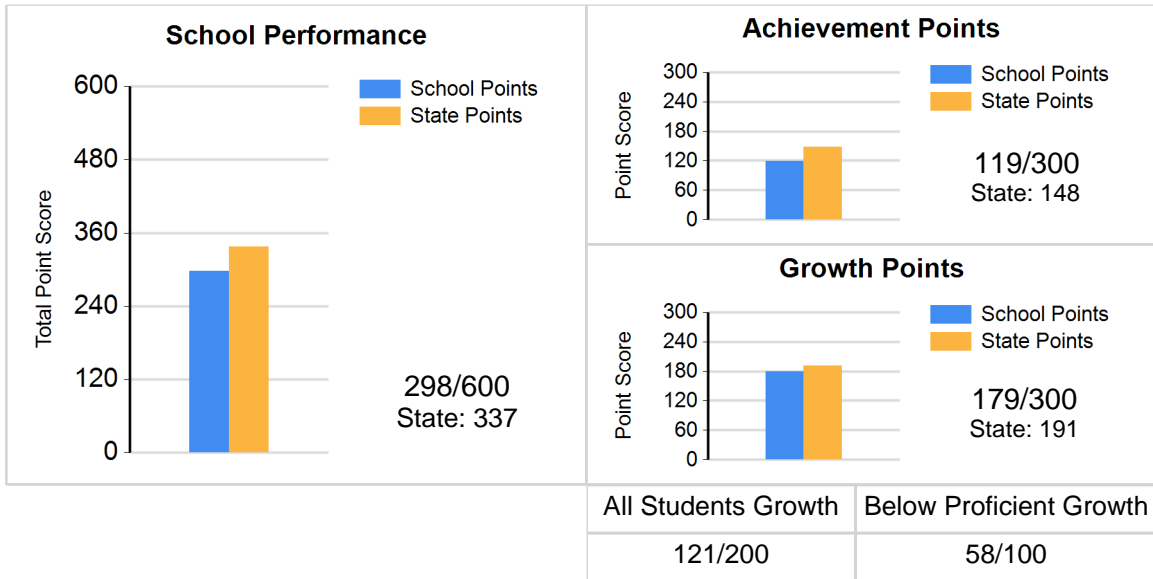 School Performance
School Points
State Points
Total Point Score
600
480
360
240
120
0
298/600
State: 337
Achievement Points
School Points
State Points
Point Score
300
240
180
120
60
0
119/300
State: 148
Growth Points
School Points
State Points
Point Score
300
240
180
120
60
0
179/300
State: 191
All Students Growth
Below Proficient Growth
121/200
58/100